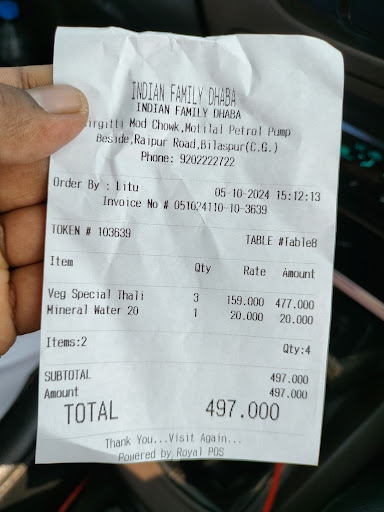 INDIAN FAMILY DHABA
INDIAN FAMILY DHABA
Mod Chowk,Motilal Petrol Pump
Beside,Raipur Road,Bilaspur(C.G.)
Phone: 9202222722
Order By : Litu 05-10-2024 15:12:13
Invoice No # 051024110-10-3639
TOKEN # 103639 TABLE #Table8
Item Qty Rate Amount
Veg Special Thali 3 159.000 477.000
Mineral Water 20 1 20.000 20.000
Items:2 Qty:4
SUBTOTAL 497.000
Amount 497.000
TOTAL 497.000
Thank You...Visit Again...
Powered by Royal POS